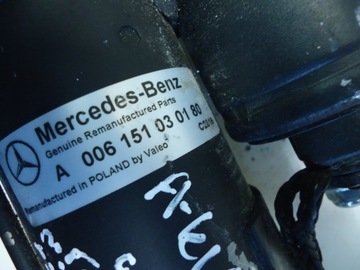 Mercedes-Benz
Genuine Remanufactured Parts
A 006 151 03 01 80
Remanufactured in POLAND by Valeo